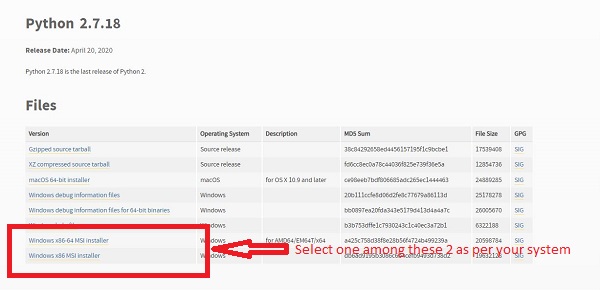 Python 2.7.18
Release Date: April 20, 2020
Python 2.7.18 is the last release of Python 2.
Files
Version Operating System Description MD5 Sum File Size GPG
Gzipped source tarball Source release 38c84292658ed4456157195f1c9bcbe1 17539408 SIG
XZ compressed source tarball Source release fd6cc8ec0a78c44036f825e739f36e5a 12854736 SIG
macOS 64-bit installer macOS for OS X 10.9 and later ce98eeb7bdf806685adc265ec1444463 24889285 SIG
Windows debug information files Windows 20b111ccfe8d06d2fe8c77679a86113d 25178278 SIG
Windows debug information files for 64-bit binaries Windows bb0897ea20fda343e5179d413d4a4a7c 26005670 SIG
Windows b3b753dffe1c7930243c1c40ec3a72b1 6322188 SIG
Windows x86-64 MSI installer Windows for AMD64/EM64T/x64 a425c758d38f8e28b56f4724b499239a 20598784 SIG
Windows x86 MSI installer Windows SIG
Select one among these 2 as per your system